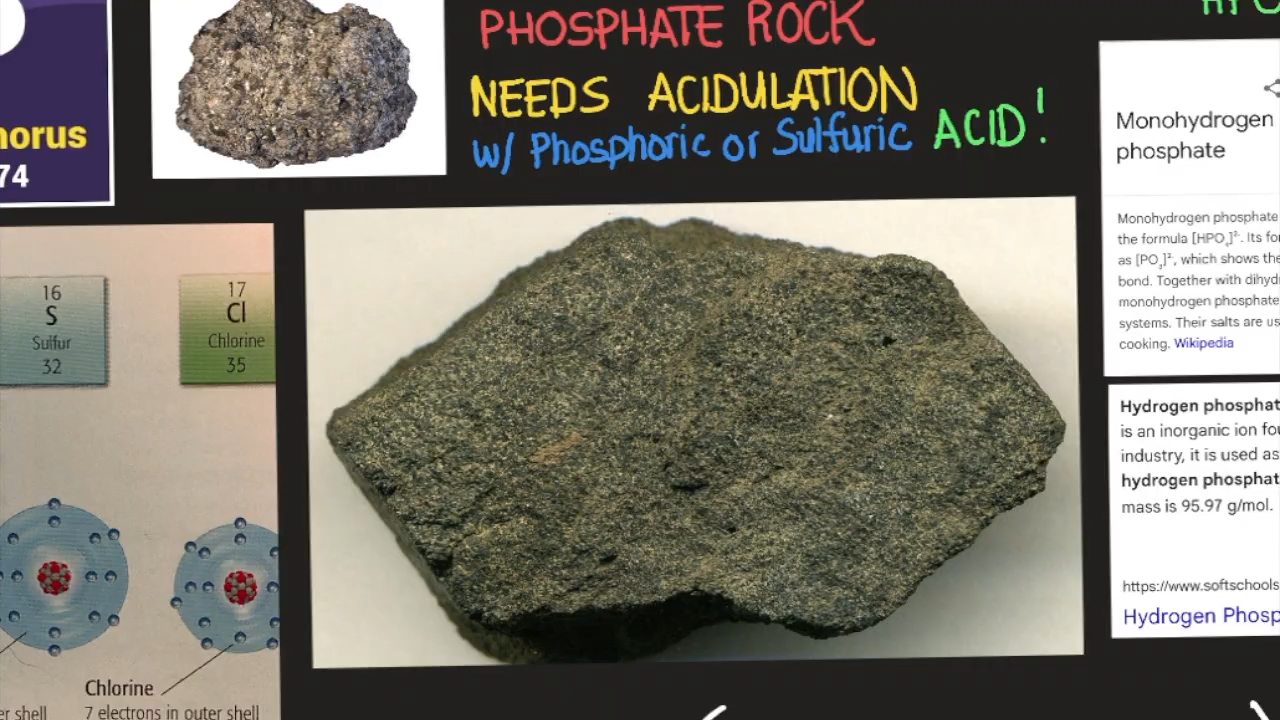 PHOSPHATE ROCK
NEEDS ACIDULATION
w/ Phosphoric or Sulfuric ACID!
horus
74
16
S
Sulfur
32
17
Cl
Chlorine
35
Chlorine
er shell
7 electrons in outer shell
Monohydrogen
phosphate
Monohydrogen phosphate
the formula [HPO₄]²⁻. Its fo
as [PO₃]²⁻, which shows the
bond. Together with dihyd
monohydrogen phosphate
systems. Their salts are us
cooking. Wikipedia
Hydrogen phosphat
is an inorganic ion fou
industry, it is used as
hydrogen phosphat
mass is 95.97 g/mol.
https://www.softschools
Hydrogen Phosp